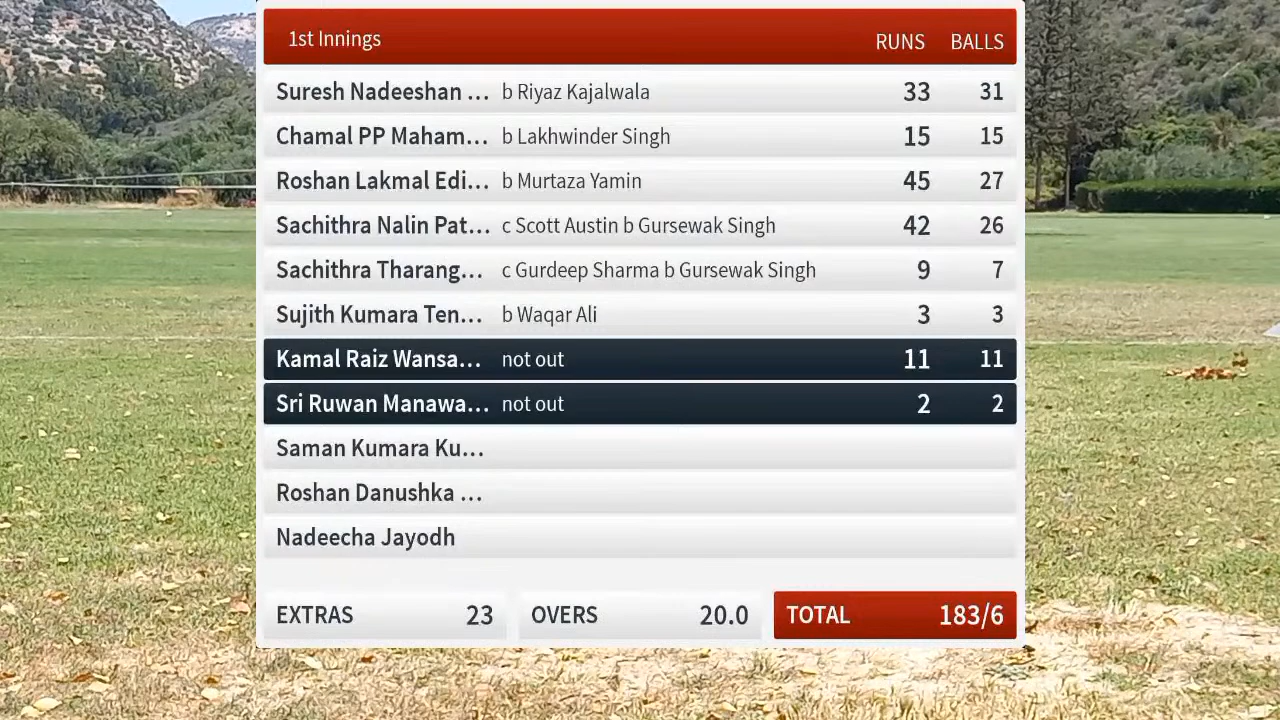 1st Innings RUNS BALLS
Suresh Nadeeshan ... b Riyaz Kajalwala 33 31
Chamal PP Maham... b Lakhwinder Singh 15 15
Roshan Lakmal Edi... b Murtaza Yamin 45 27
Sachithra Nalin Pat... c Scott Austin b Gursewak Singh 42 26
Sachithra Tharang... c Gurdeep Sharma b Gursewak Singh 9 7
Sujith Kumara Ten... b Waqar Ali 3 3
Kamal Raiz Wansa... not out 11 11
Sri Ruwan Manawa... not out 2 2
Saman Kumara Ku...
Roshan Danushka ...
Nadeecha Jayodh
EXTRAS 23 OVERS 20.0 TOTAL 183/6